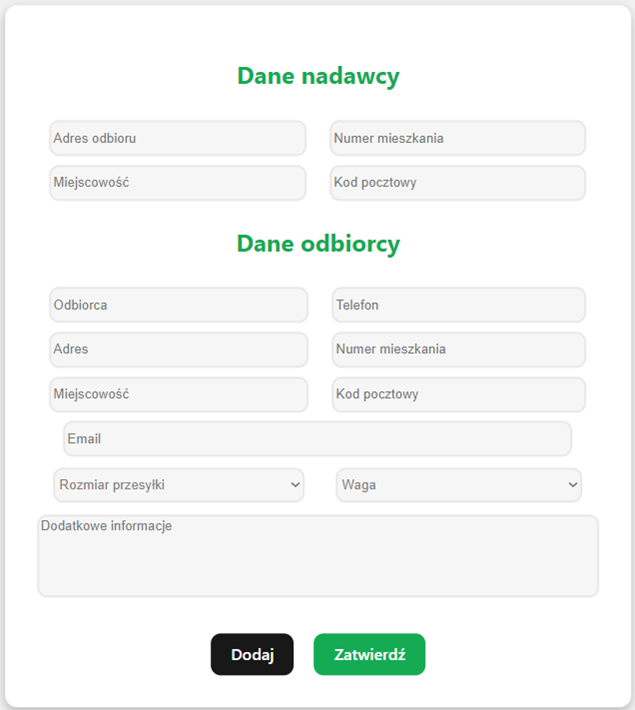 Dane nadawcy
Adres odbioru Numer mieszkania
Miejscowość Kod pocztowy
Dane odbiorcy
Odbiorca Telefon
Adres Numer mieszkania
Miejscowość Kod pocztowy
Email
Rozmiar przesyłki Waga
Dodatkowe informacje
Dodaj Zatwierdź